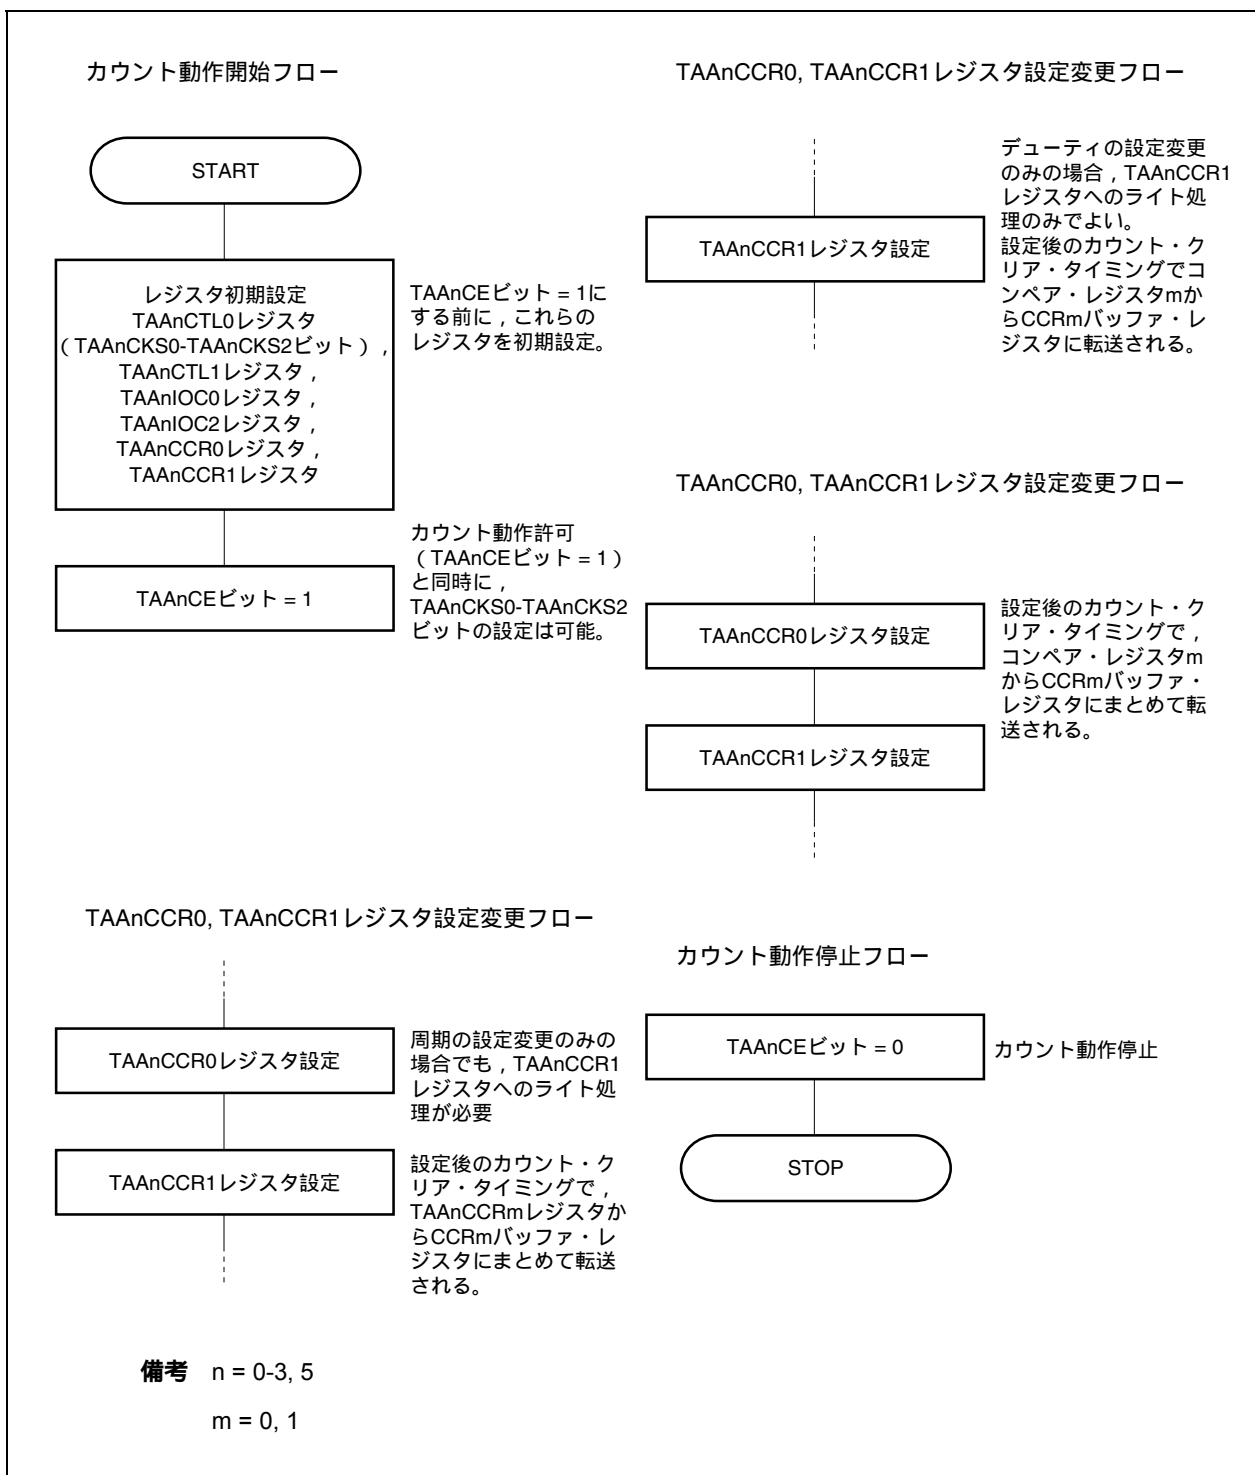 カウント動作開始フロー
START
レジスタ初期設定
TAAnCTL0レジスタ
（TAAnCKS0-TAAnCKS2ビット），
TAAnCTL1レジスタ，
TAAnIOC0レジスタ，
TAAnIOC2レジスタ，
TAAnCCR0レジスタ，
TAAnCCR1レジスタ
TAAnCEビット = 1に
する前に，これらの
レジスタを初期設定。
TAAnCEビット = 1
カウント動作許可
（TAAnCEビット = 1）
と同時に，
TAAnCKS0-TAAnCKS2
ビットの設定は可能。
TAAnCCR0, TAAnCCR1レジスタ設定変更フロー
TAAnCCR0レジスタ設定
周期の設定変更のみの
場合でも，TAAnCCR1
レジスタへのライト処
理が必要
TAAnCCR1レジスタ設定
設定後のカウント・ク
リア・タイミングで，
TAAnCCRmレジスタか
らCCRmバッファ・レ
ジスタにまとめて転送
される。
TAAnCCR0, TAAnCCR1レジスタ設定変更フロー
TAAnCCR1レジスタ設定
デューティの設定変更
のみの場合，TAAnCCR1
レジスタへのライト処
理のみでよい。
設定後のカウント・ク
リア・タイミングでコ
ンペア・レジスタmか
らCCRmバッファ・レ
ジスタに転送される。
TAAnCCR0, TAAnCCR1レジスタ設定変更フロー
TAAnCCR0レジスタ設定
設定後のカウント・ク
リア・タイミングで，
コンペア・レジスタm
からCCRmバッファ・
レジスタにまとめて転
送される。
TAAnCCR1レジスタ設定
カウント動作停止フロー
TAAnCEビット = 0
カウント動作停止
STOP
備考 n = 0-3, 5
m = 0, 1